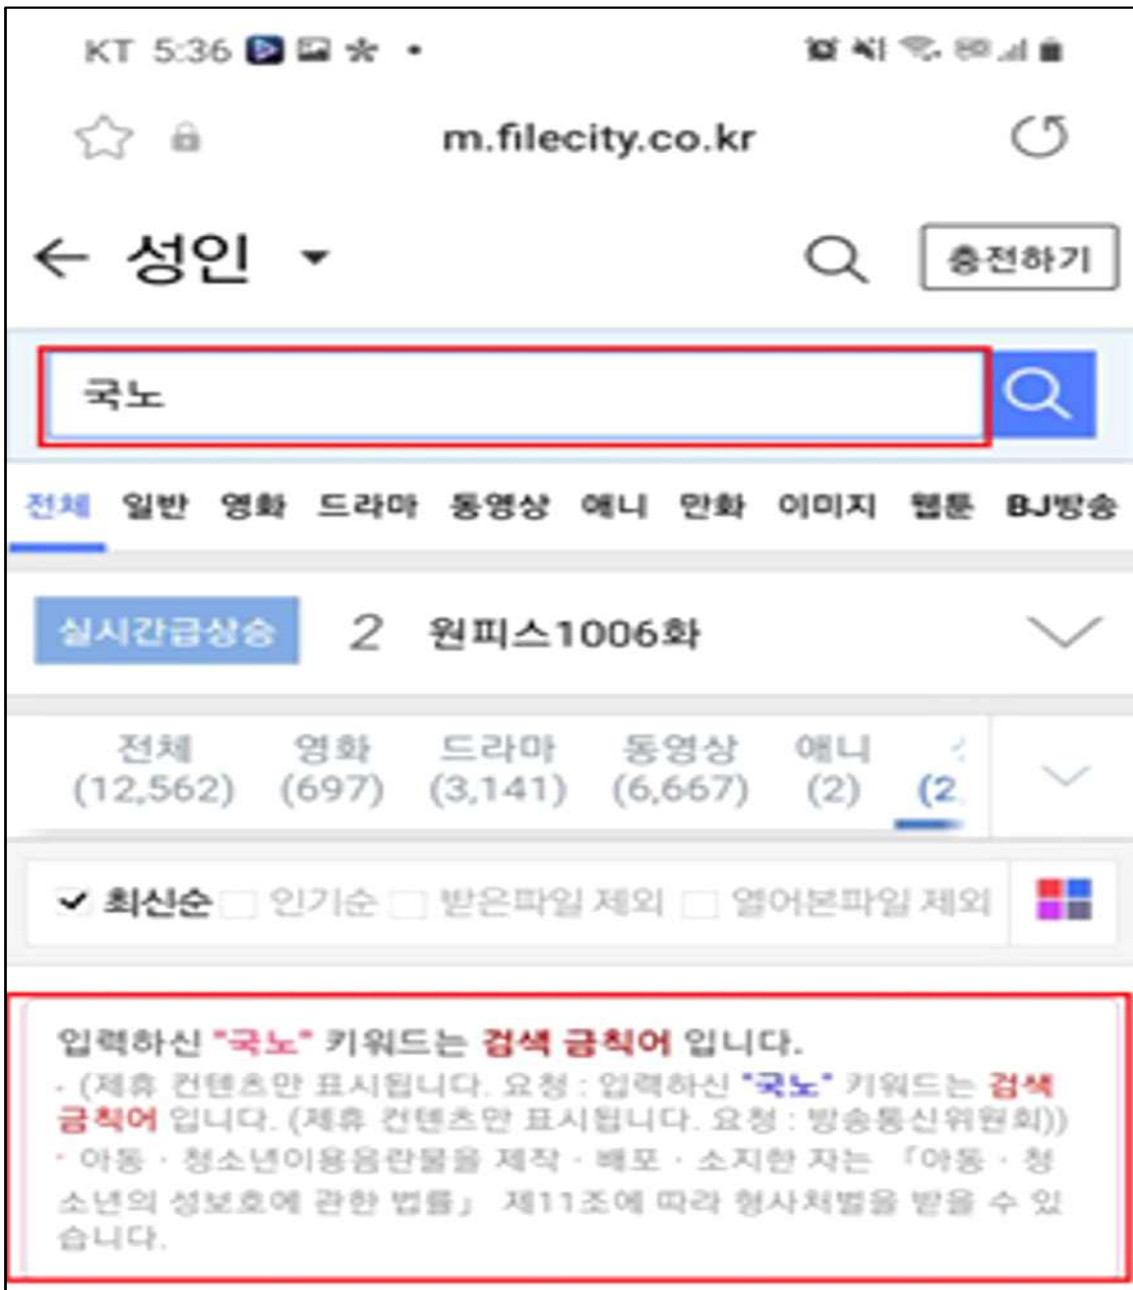 KT 5:36
m.filecity.co.kr
성인
충전하기
국노
전체 일반 영화 드라마 동영상 애니 만화 이미지 웹툰 BJ방송
실시간급상승 2 원피스1006화
전체 영화 드라마 동영상 애니
(12,562) (697) (3,141) (6,667) (2) (2,
최신순 인기순 받은파일 제외 열어본파일 제외
입력하신 "국노" 키워드는 검색 금칙어 입니다.
- (제휴 컨텐츠만 표시됩니다. 요청 : 입력하신 "국노" 키워드는 검색
금칙어 입니다. (제휴 컨텐츠만 표시됩니다. 요청 : 방송통신위원회))
· 아동 · 청소년이용음란물을 제작 · 배포 · 소지한 자는 「아동 · 청
소년의 성보호에 관한 법률」 제11조에 따라 형사처벌을 받을 수 있
습니다.